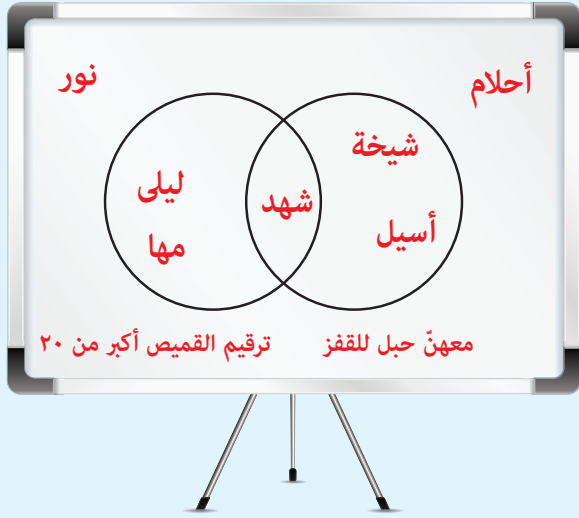 أحلام
نور
شيخة
ليلى
شهد
أسيل
مها
معهنّ حبل للقفز
ترقيم القميص أكبر من ٢٠